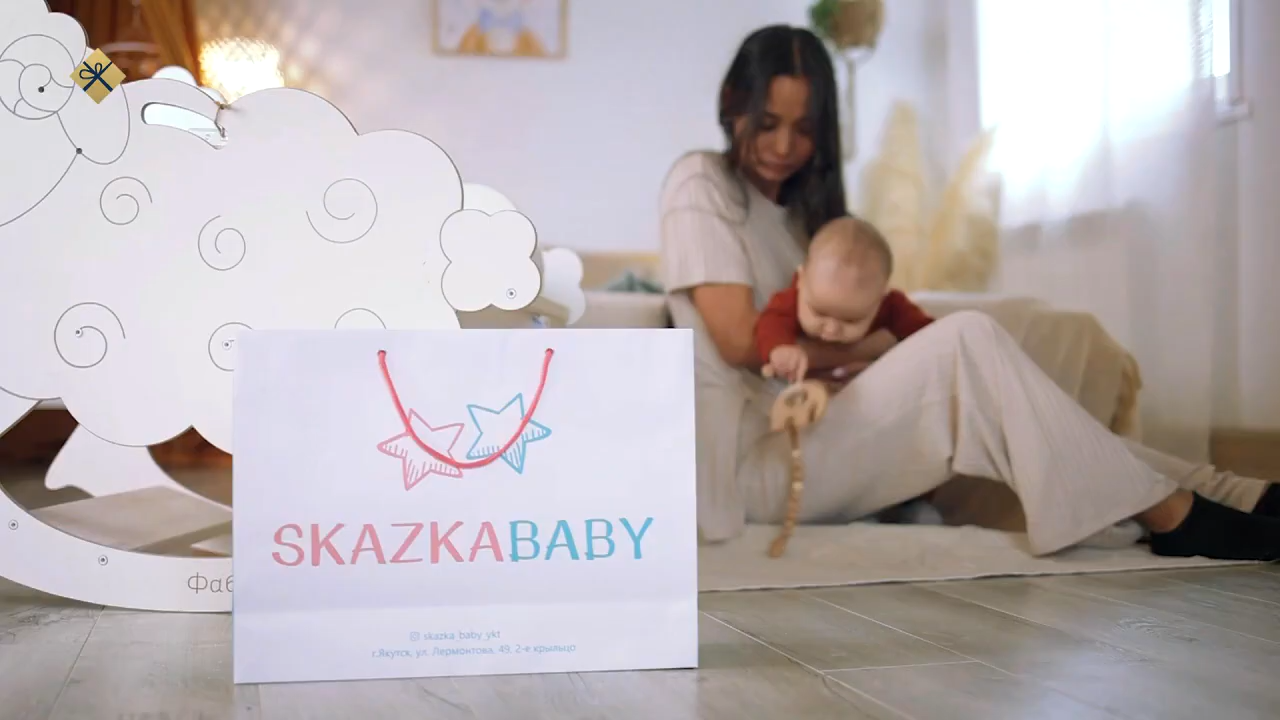 Фаб
SKAZKABABY
skazka_baby_ykt
г.Якутск, ул. Лермонтова, 49, 2-е крыльцо